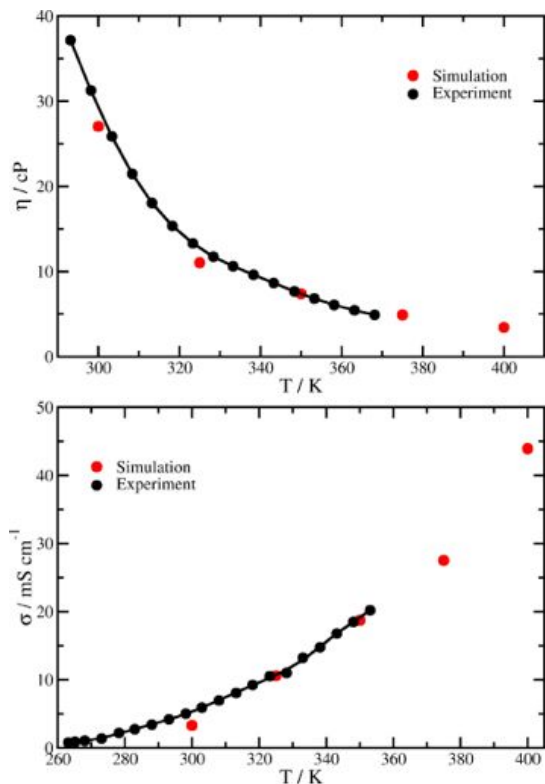 40
30
20
10
0
η / cP
Simulation
Experiment
300 320 340 360 380 400
T / K
50
40
30
20
10
0
σ / mS cm⁻¹
Simulation
Experiment
260 280 300 320 340 360 380 400
T / K